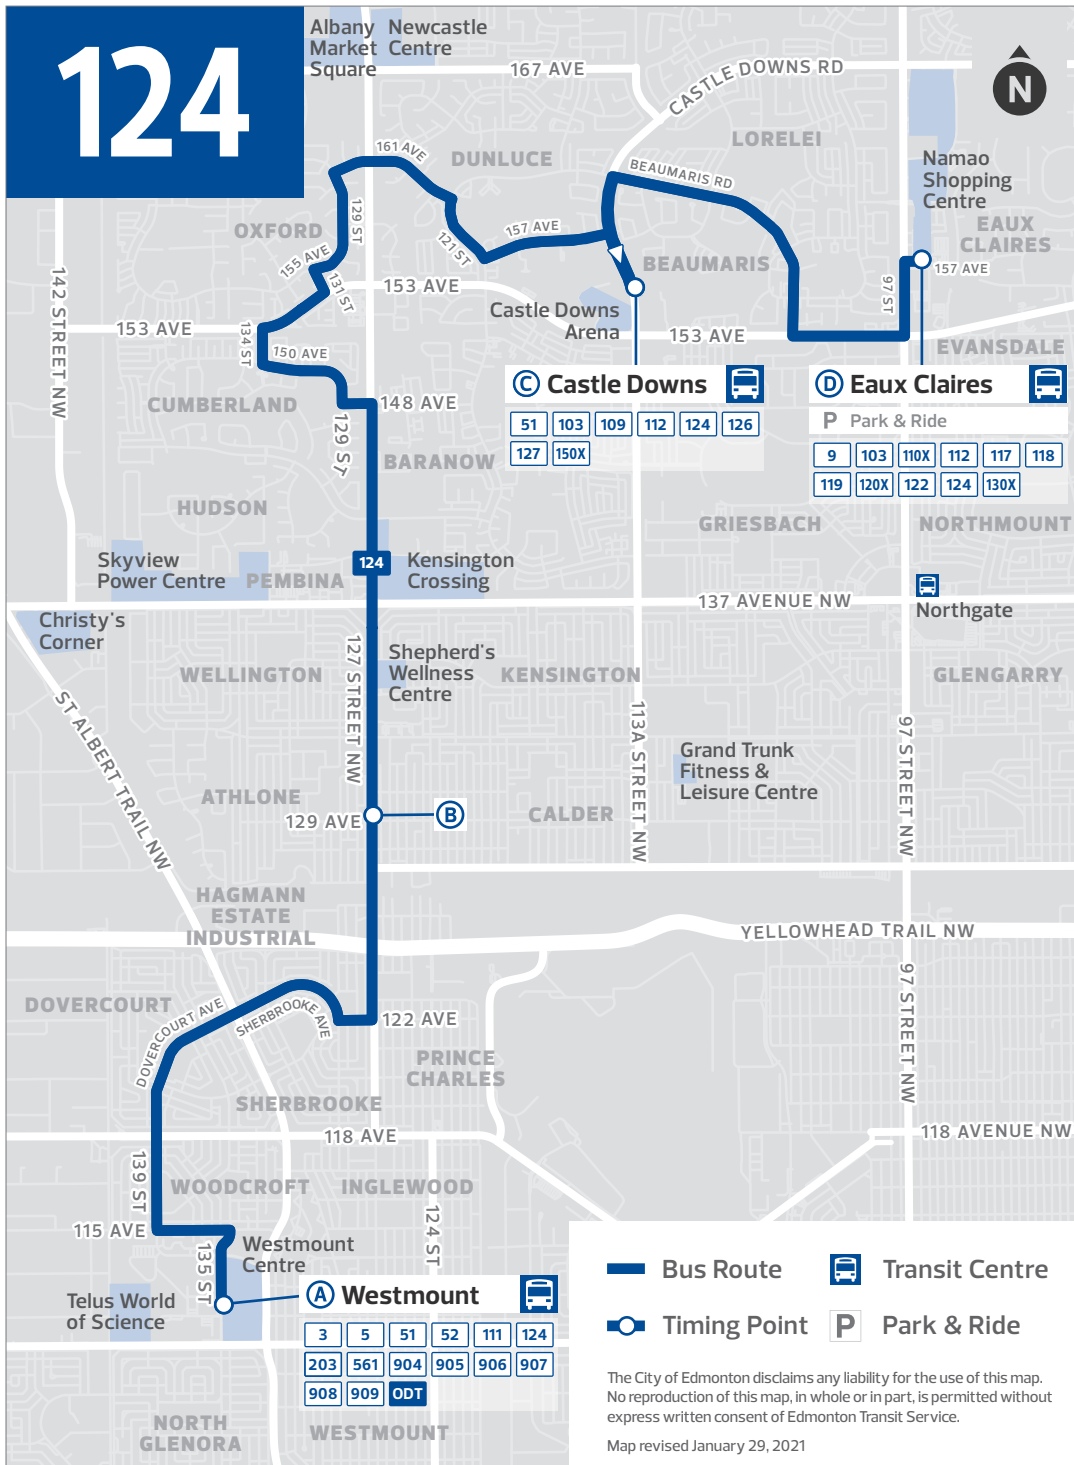 124
Albany
Market
Square
Newcastle
Centre
167 AVE
CASTLE DOWNS RD
N
LORELEI
161 AVE
DUNLUCE
BEAUMARIS RD
Namao
Shopping
Centre
129 ST
OXFORD
121 ST
157 AVE
EAUX
CLAIRES
155 AVE
BEAUMARIS
157 AVE
142 STREET NW
131 ST
153 AVE
97 ST
Castle Downs
Arena
153 AVE
134 ST
153 AVE
150 AVE
EVANSDALE
C Castle Downs
51 103 109 112 124 126
127 150X
D Eaux Claires
P Park & Ride
9 103 110X 112 117 118
119 120X 122 124 130X
CUMBERLAND
148 AVE
129 ST
BARANOW
HUDSON
GRIESBACH
NORTHMOUNT
Skyview
Power Centre
PEMBINA
124
Kensington
Crossing
137 AVENUE NW
Northgate
Christy's
Corner
127 STREET NW
Shepherd's
Wellness
Centre
WELLINGTON
KENSINGTON
GLENGARRY
ST ALBERT TRAIL NW
113A STREET NW
97 STREET NW
Grand Trunk
Fitness &
Leisure Centre
ATHLONE
129 AVE
B
CALDER
HAGMANN
ESTATE
INDUSTRIAL
YELLOWHEAD TRAIL NW
97 STREET NW
DOVERCOURT
DOVERCOURT AVE
SHERBROOKE AVE
122 AVE
PRINCE
CHARLES
SHERBROOKE
118 AVE
118 AVENUE NW
139 ST
WOODCROFT
INGLEWOOD
124 ST
115 AVE
135 ST
Westmount
Centre
Telus World
of Science
A Westmount
3 5 51 52 111 124
203 561 904 905 906 907
908 909 ODT
NORTH
GLENORA
WESTMOUNT
Bus Route
Transit Centre
Timing Point
P Park & Ride
The City of Edmonton disclaims any liability for the use of this map.
No reproduction of this map, in whole or in part, is permitted without
express written consent of Edmonton Transit Service.
Map revised January 29, 2021